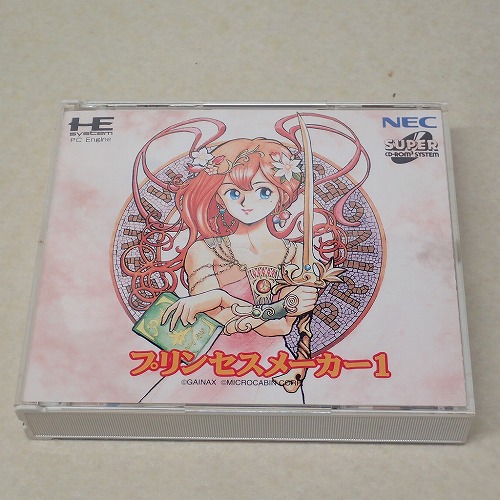 HE
system
PC Engine
NEC
SUPER
CD-ROM² SYSTEM
プリンセスメーカー1
©GAINAX ©MICROCABIN CORP.